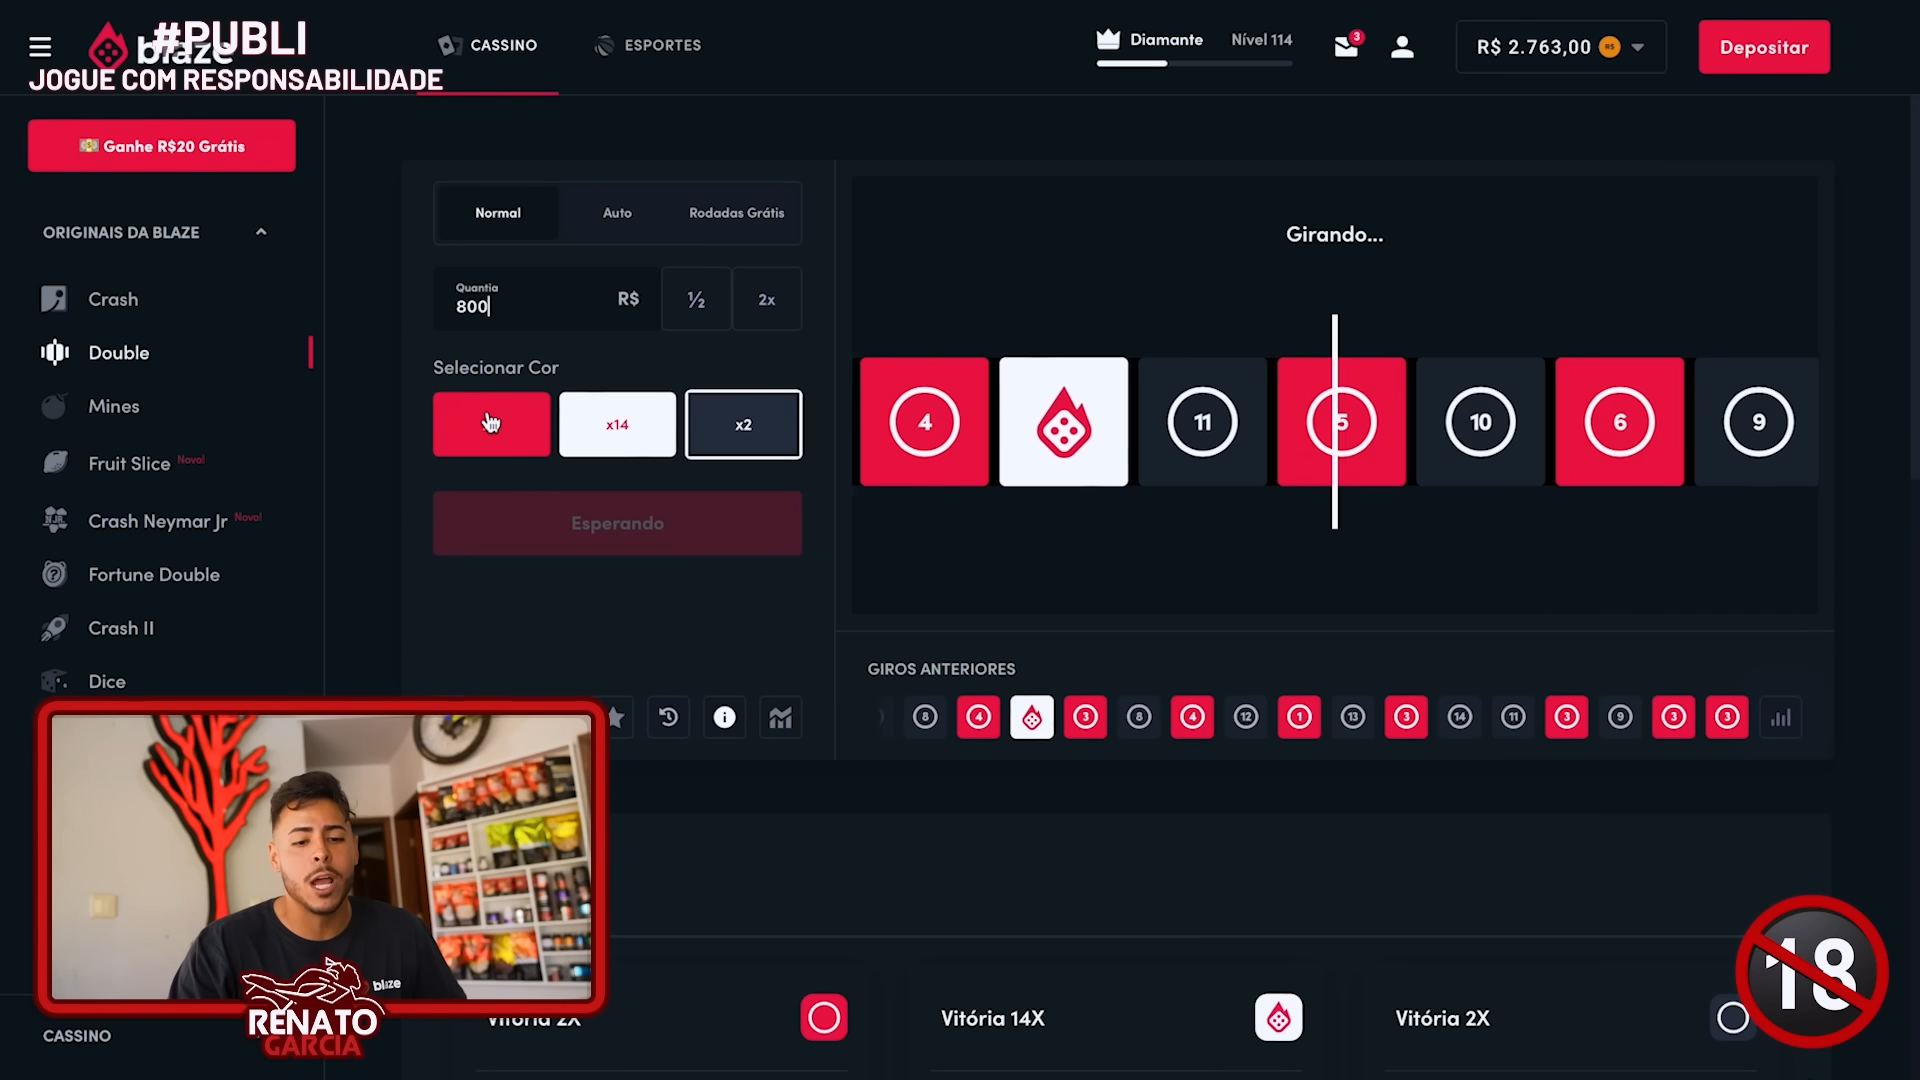 #PUBLI
blaze
JOGUE COM RESPONSABILIDADE
CASSINO
ESPORTES
Diamante
Nível 114
3
R$ 2.763,00
R$
Depositar
Ganhe R$20 Grátis
ORIGINAIS DA BLAZE
Crash
Double
Mines
Fruit Slice Novo!
Crash Neymar Jr Novo!
Fortune Double
Crash II
Dice
CASSINO
Normal
Auto
Rodadas Grátis
Quantia
800
R$
½
2x
Selecionar Cor
x14
x2
Esperando
Girando...
4
11
5
10
6
9
GIROS ANTERIORES
8
4
3
8
4
12
1
13
3
14
11
3
9
3
3
blaze
RENATO
GARCIA
Vitória 2X
Vitória 14X
Vitória 2X
18